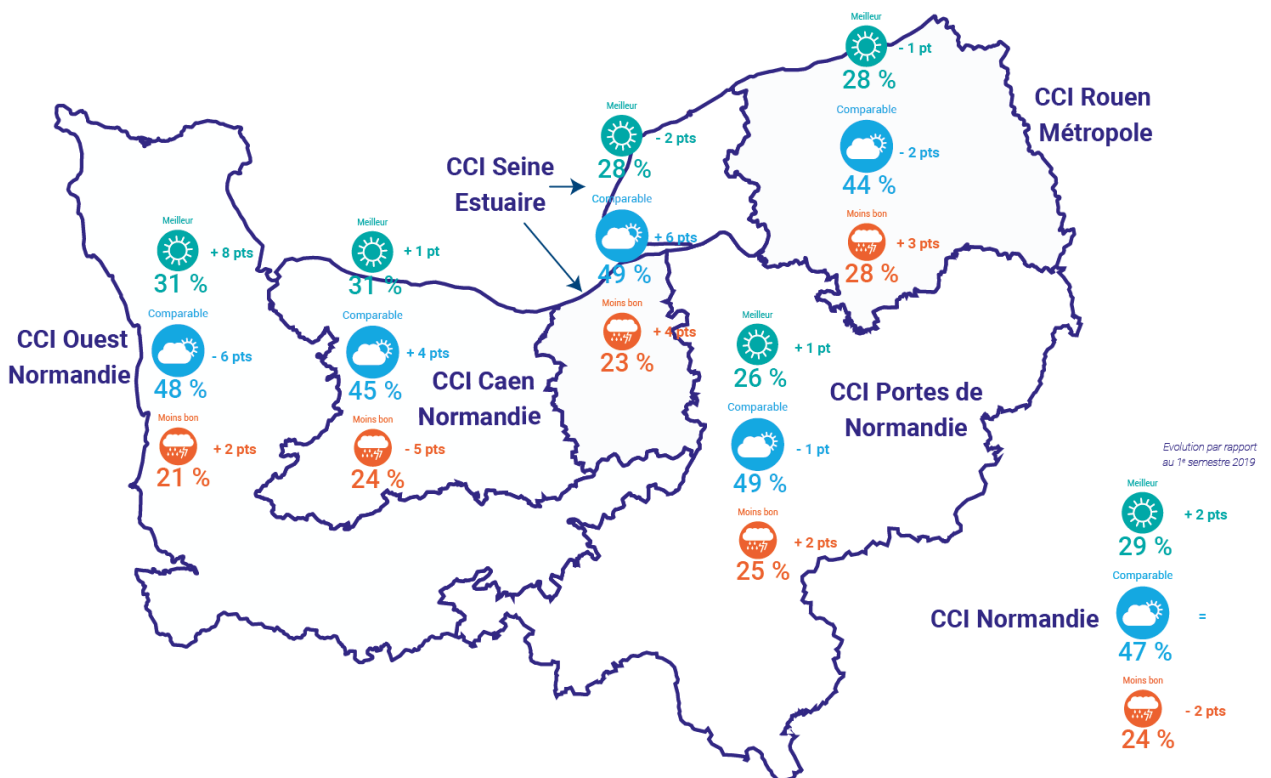 Meilleur
- 1 pt
28 %
Comparable
- 2 pts
44 %
Moins bon
+ 3 pts
28 %
CCI Rouen
Métropole
Meilleur
- 2 pts
28 %
Comparable
+ 6 pts
49 %
Moins bon
+ 4 pts
23 %
CCI Seine
Estuaire
Meilleur
+ 8 pts
31 %
Comparable
- 6 pts
48 %
Moins bon
+ 2 pts
21 %
CCI Ouest
Normandie
Meilleur
+ 1 pt
31 %
Comparable
+ 4 pts
45 %
Moins bon
- 5 pts
24 %
CCI Caen
Normandie
Meilleur
+ 1 pt
26 %
Comparable
- 1 pt
49 %
Moins bon
+ 2 pts
25 %
CCI Portes de
Normandie
Evolution par rapport
au 1ᵉ semestre 2019
Meilleur
+ 2 pts
29 %
Comparable
=
47 %
Moins bon
- 2 pts
24 %
CCI Normandie